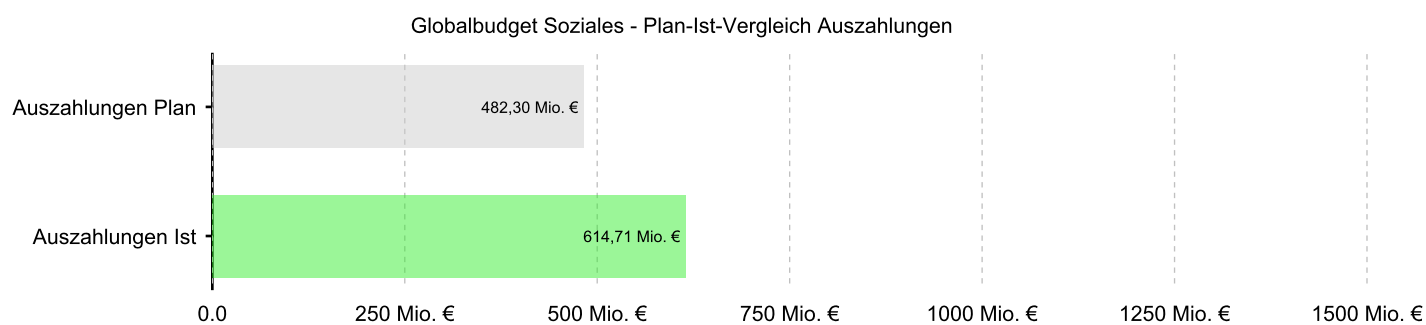 Globalbudget Soziales - Plan-Ist-Vergleich Auszahlungen
Auszahlungen Plan
482,30 Mio. €
Auszahlungen Ist
614,71 Mio. €
0.0 250 Mio. € 500 Mio. € 750 Mio. € 1000 Mio. € 1250 Mio. € 1500 Mio. €